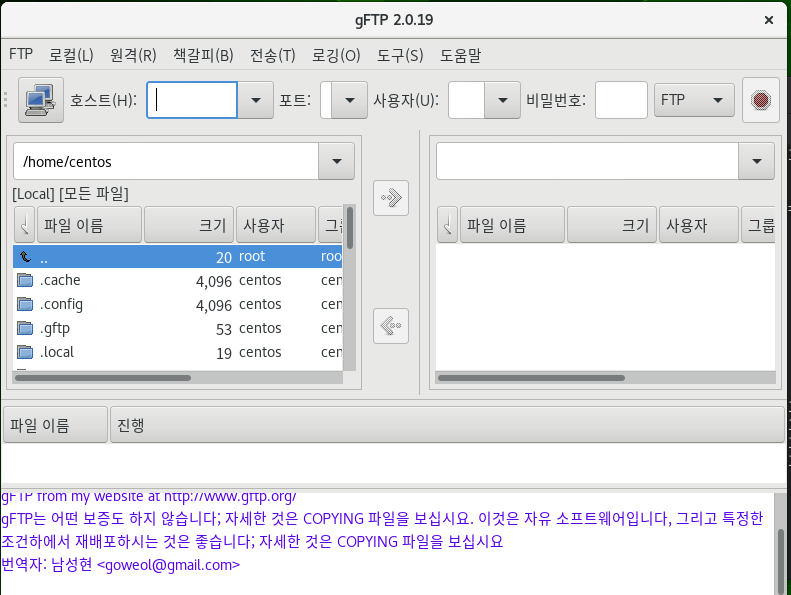 gFTP 2.0.19
FTP 로컬(L) 원격(R) 책갈피(B) 전송(T) 로깅(O) 도구(S) 도움말
호스트(H): 포트: 사용자(U): 비밀번호: FTP
/home/centos
[Local] [모든 파일]
파일 이름 크기 사용자 그룹
.. 20 root roo
.cache 4,096 centos cen
.config 4,096 centos cen
.gftp 53 centos cen
.local 19 centos cen
파일 이름 크기 사용자 그룹
파일 이름 진행
gFTP from my website at http://www.gftp.org/
gFTP는 어떤 보증도 하지 않습니다; 자세한 것은 COPYING 파일을 보십시요. 이것은 자유 소프트웨어입니다, 그리고 특정한
조건하에서 재배포하시는 것은 좋습니다; 자세한 것은 COPYING 파일을 보십시요
번역자: 남성현 <goweol@gmail.com>